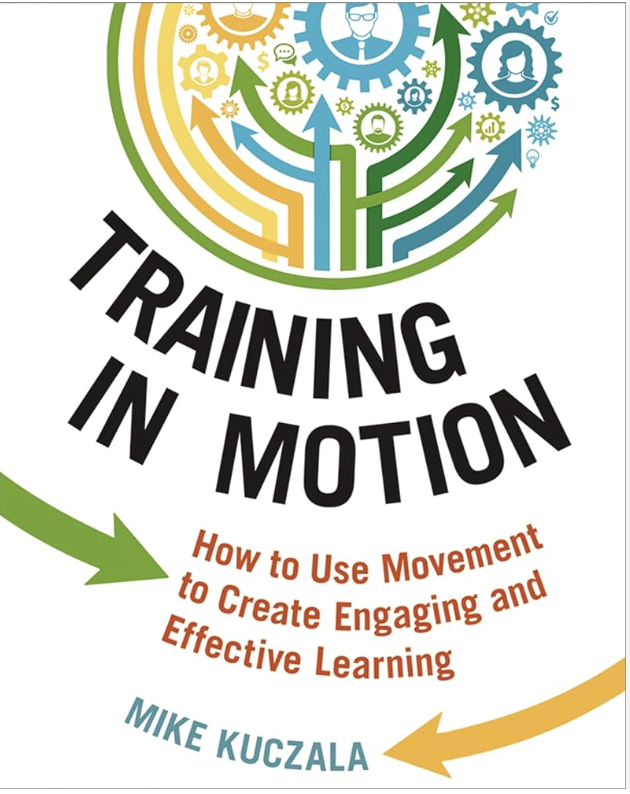 TRAINING
IN MOTION
How to Use Movement
to Create Engaging and
Effective Learning
MIKE KUCZALA